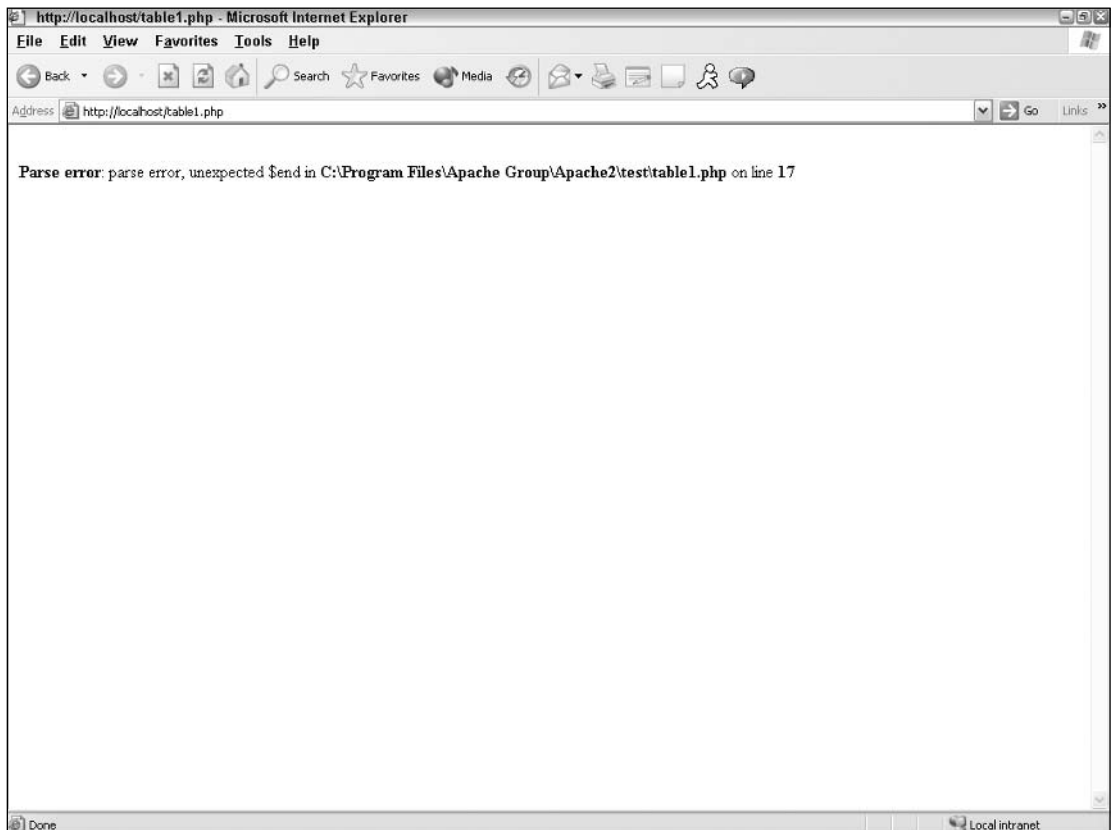 http://localhost/table1.php - Microsoft Internet Explorer
File Edit View Favorites Tools Help
Back Search Favorites Media
Address http://localhost/table1.php Go Links »
Parse error: parse error, unexpected $end in C:\Program Files\Apache Group\Apache2\test\table1.php on line 17
Done Local intranet